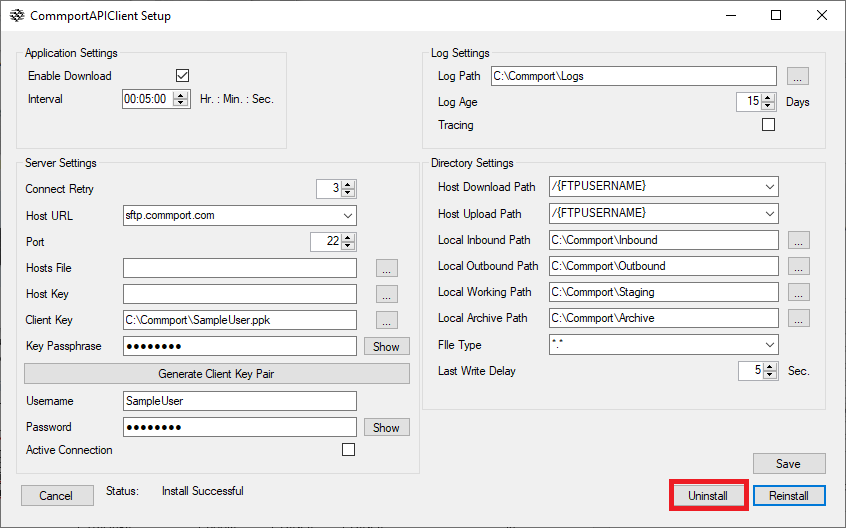 CommportAPIClient Setup
Application Settings
Enable Download
Interval 00:05:00 Hr. : Min. : Sec.
Log Settings
Log Path C:\Commport\Logs ...
Log Age 15 Days
Tracing
Server Settings
Connect Retry 3
Host URL sftp.commport.com
Port 22
Hosts File ...
Host Key ...
Client Key C:\Commport\SampleUser.ppk ...
Key Passphrase ●●●●●●●● Show
Generate Client Key Pair
Username SampleUser
Password ●●●●●●●● Show
Active Connection
Directory Settings
Host Download Path /{FTPUSERNAME}
Host Upload Path /{FTPUSERNAME}
Local Inbound Path C:\Commport\Inbound ...
Local Outbound Path C:\Commport\Outbound ...
Local Working Path C:\Commport\Staging ...
Local Archive Path C:\Commport\Archive ...
FIle Type *.*
Last Write Delay 5 Sec.
Save
Cancel Status: Install Successful Uninstall Reinstall